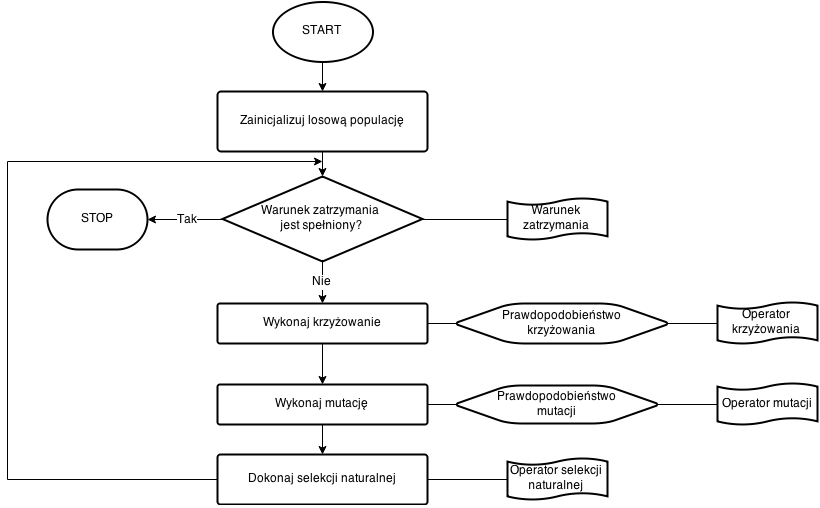 START
Zainicjalizuj losową populację
Warunek zatrzymania
jest spełniony?
Tak
STOP
Warunek
zatrzymania
Nie
Wykonaj krzyżowanie
Prawdopodobieństwo
krzyżowania
Operator
krzyżowania
Wykonaj mutację
Prawdopodobieństwo
mutacji
Operator mutacji
Dokonaj selekcji naturalnej
Operator selekcji
naturalnej